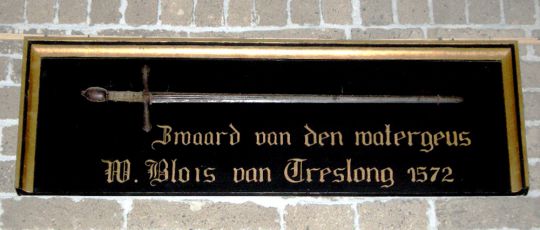 Zwaard van den watergeus
W. Blois van Treslong 1572